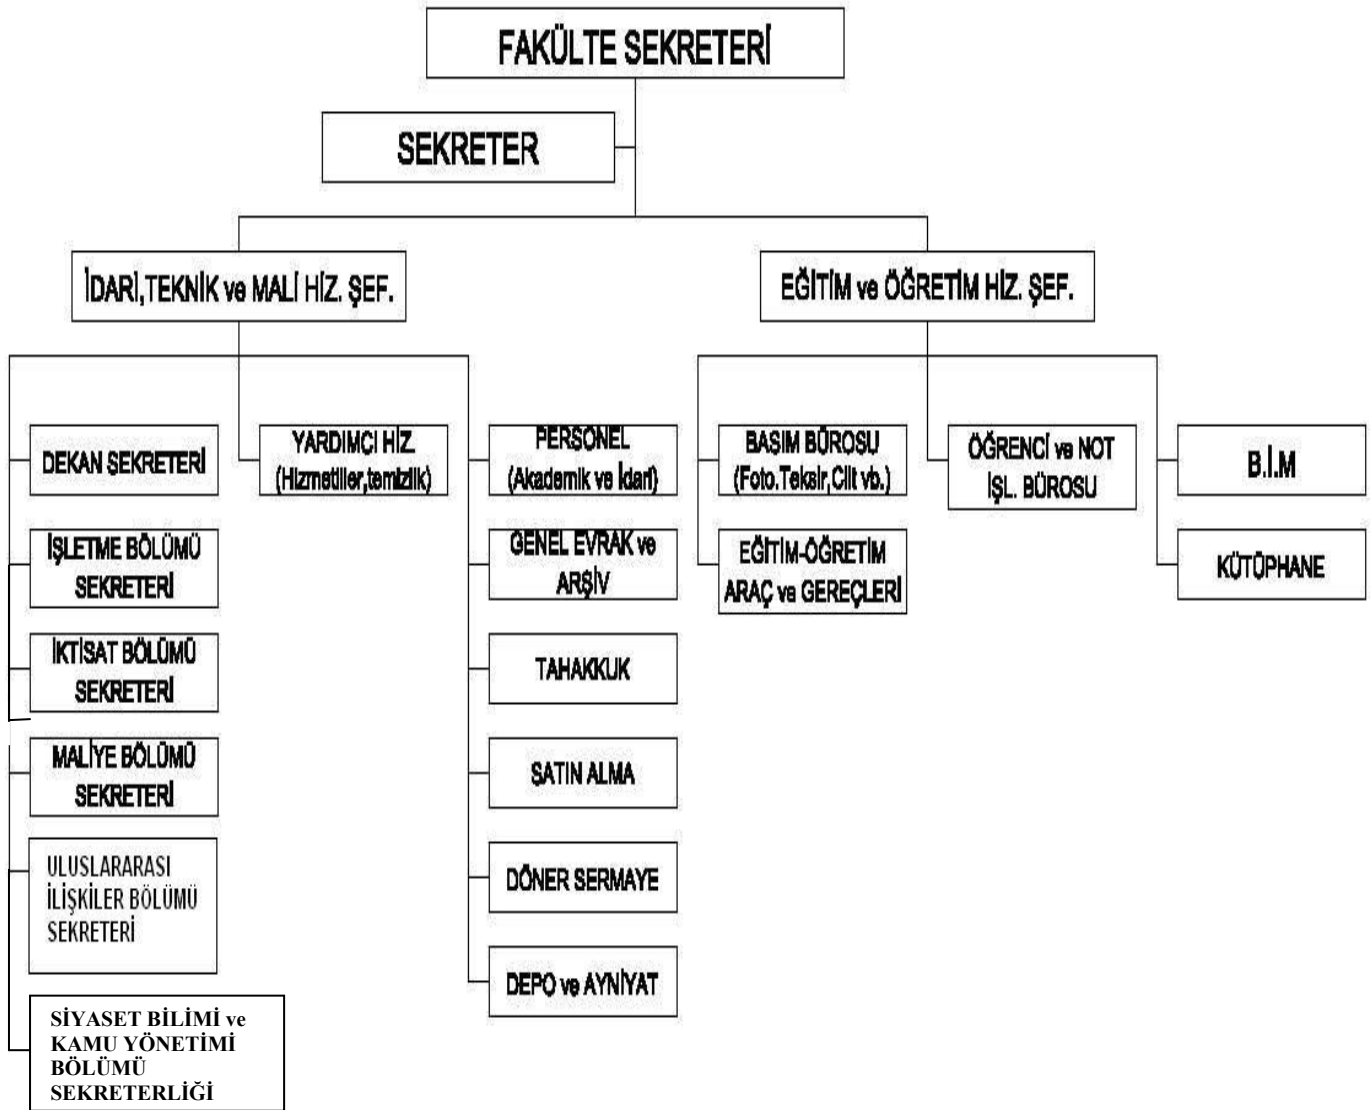 FAKÜLTE SEKRETERİ
SEKRETER
İDARİ,TEKNİK ve MALİ HİZ. ŞEF.
EĞİTİM ve ÖĞRETİM HİZ. ŞEF.
DEKAN SEKRETERİ
İŞLETME BÖLÜMÜ
SEKRETERİ
İKTİSAT BÖLÜMÜ
SEKRETERİ
MALİYE BÖLÜMÜ
SEKRETERİ
ULUSLARARASI
İLİŞKİLER BÖLÜMÜ
SEKRETERİ
SİYASET BİLİMİ ve
KAMU YÖNETİMİ
BÖLÜMÜ
SEKRETERLİĞİ
YARDIMCI HİZ.
(Hizmetliler,temizlik)
PERSONEL
(Akademik ve İdari)
GENEL EVRAK ve
ARŞİV
TAHAKKUK
SATIN ALMA
DÖNER SERMAYE
DEPO ve AYNİYAT
BASIM BÜROSU
(Foto.Teksir,Cilt vb.)
EĞİTİM-ÖĞRETİM
ARAÇ ve GEREÇLERİ
ÖĞRENCİ ve NOT
İŞL. BÜROSU
B.İ.M
KÜTÜPHANE